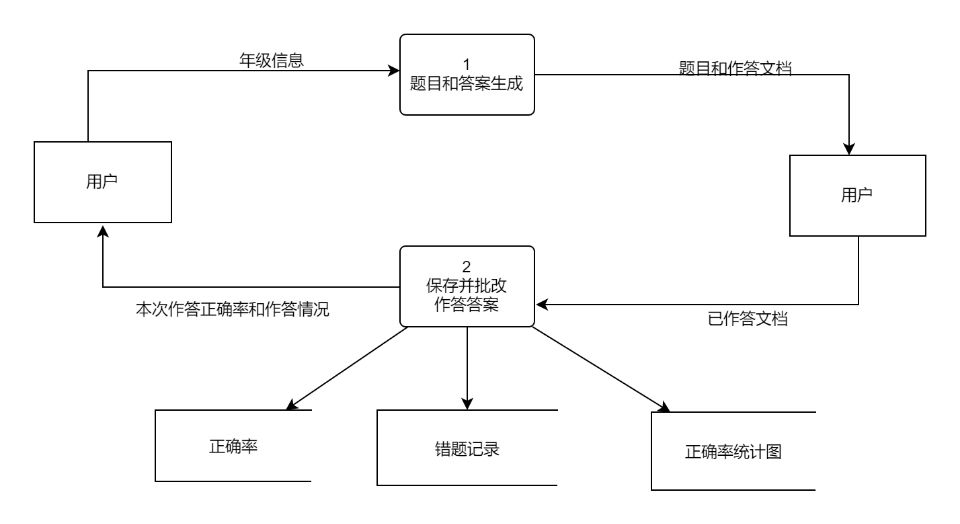 年级信息
1
题目和答案生成
题目和作答文档
用户
用户
2
保存并批改
作答答案
本次作答正确率和作答情况
已作答文档
正确率
错题记录
正确率统计图